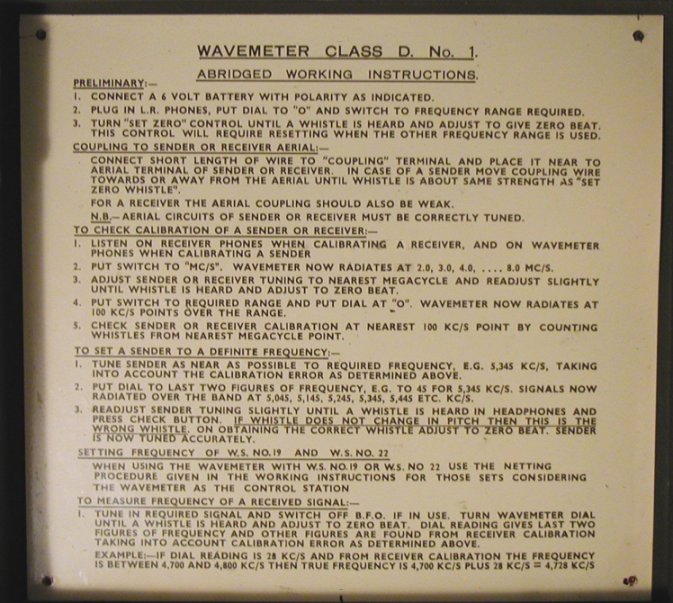 WAVEMETER CLASS D. No. 1.
ABRIDGED WORKING INSTRUCTIONS.
PRELIMINARY:—
1. CONNECT A 6 VOLT BATTERY WITH POLARITY AS INDICATED.
2. PLUG IN L.R. PHONES, PUT DIAL TO "O" AND SWITCH TO FREQUENCY RANGE REQUIRED.
3. TURN "SET ZERO" CONTROL UNTIL A WHISTLE IS HEARD AND ADJUST TO GIVE ZERO BEAT.
THIS CONTROL WILL REQUIRE RESETTING WHEN THE OTHER FREQUENCY RANGE IS USED.
COUPLING TO SENDER OR RECEIVER AERIAL:—
CONNECT SHORT LENGTH OF WIRE TO "COUPLING" TERMINAL AND PLACE IT NEAR TO
AERIAL TERMINAL OF SENDER OR RECEIVER. IN CASE OF A SENDER MOVE COUPLING WIRE
TOWARDS OR AWAY FROM THE AERIAL UNTIL WHISTLE IS ABOUT SAME STRENGTH AS "SET
ZERO WHISTLE".
FOR A RECEIVER THE AERIAL COUPLING SHOULD ALSO BE WEAK.
N.B.—AERIAL CIRCUITS OF SENDER OR RECEIVER MUST BE CORRECTLY TUNED.
TO CHECK CALIBRATION OF A SENDER OR RECEIVER:—
1. LISTEN ON RECEIVER PHONES WHEN CALIBRATING A RECEIVER, AND ON WAVEMETER
PHONES WHEN CALIBRATING A SENDER
2. PUT SWITCH TO "MC/S". WAVEMETER NOW RADIATES AT 2.0, 3.0, 4.0, .... 8.0 MC/S.
3. ADJUST SENDER OR RECEIVER TUNING TO NEAREST MEGACYCLE AND READJUST SLIGHTLY
UNTIL WHISTLE IS HEARD AND ADJUST TO ZERO BEAT.
4. PUT SWITCH TO REQUIRED RANGE AND PUT DIAL AT "O". WAVEMETER NOW RADIATES AT
100 KC/S POINTS OVER THE RANGE.
5. CHECK SENDER OR RECEIVER CALIBRATION AT NEAREST 100 KC/S POINT BY COUNTING
WHISTLES FROM NEAREST MEGACYCLE POINT.
TO SET A SENDER TO A DEFINITE FREQUENCY:—
1. TUNE SENDER AS NEAR AS POSSIBLE TO REQUIRED FREQUENCY, E.G. 5,345 KC/S, TAKING
INTO ACCOUNT THE CALIBRATION ERROR AS DETERMINED ABOVE.
2. PUT DIAL TO LAST TWO FIGURES OF FREQUENCY, E.G. TO 45 FOR 5,345 KC/S. SIGNALS NOW
RADIATED OVER THE BAND AT 5,045, 5,145, 5,245, 5,345, 5,445 ETC. KC/S.
3. READJUST SENDER TUNING SLIGHTLY UNTIL A WHISTLE IS HEARD IN HEADPHONES AND
PRESS CHECK BUTTON. IF WHISTLE DOES NOT CHANGE IN PITCH THEN THIS IS THE
WRONG WHISTLE. ON OBTAINING THE CORRECT WHISTLE ADJUST TO ZERO BEAT. SENDER
IS NOW TUNED ACCURATELY.
SETTING FREQUENCY OF W.S. NO.19 AND W.S. NO. 22
WHEN USING THE WAVEMETER WITH W.S. NO.19 OR W.S. NO 22 USE THE NETTING
PROCEDURE GIVEN IN THE WORKING INSTRUCTIONS FOR THOSE SETS CONSIDERING
THE WAVEMETER AS THE CONTROL STATION
TO MEASURE FREQUENCY OF A RECEIVED SIGNAL:—
1. TUNE IN REQUIRED SIGNAL AND SWITCH OFF B.F.O. IF IN USE. TURN WAVEMETER DIAL
UNTIL A WHISTLE IS HEARD AND ADJUST TO ZERO BEAT. DIAL READING GIVES LAST TWO
FIGURES OF FREQUENCY AND OTHER FIGURES ARE FOUND FROM RECEIVER CALIBRATION
TAKING INTO ACCOUNT CALIBRATION ERROR AS DETERMINED ABOVE.
EXAMPLE:—IF DIAL READING IS 28 KC/S AND FROM RECEIVER CALIBRATION THE FREQUENCY
IS BETWEEN 4,700 AND 4,800 KC/S THEN TRUE FREQUENCY IS 4,700 KC/S PLUS 28 KC/S = 4,728 KC/S